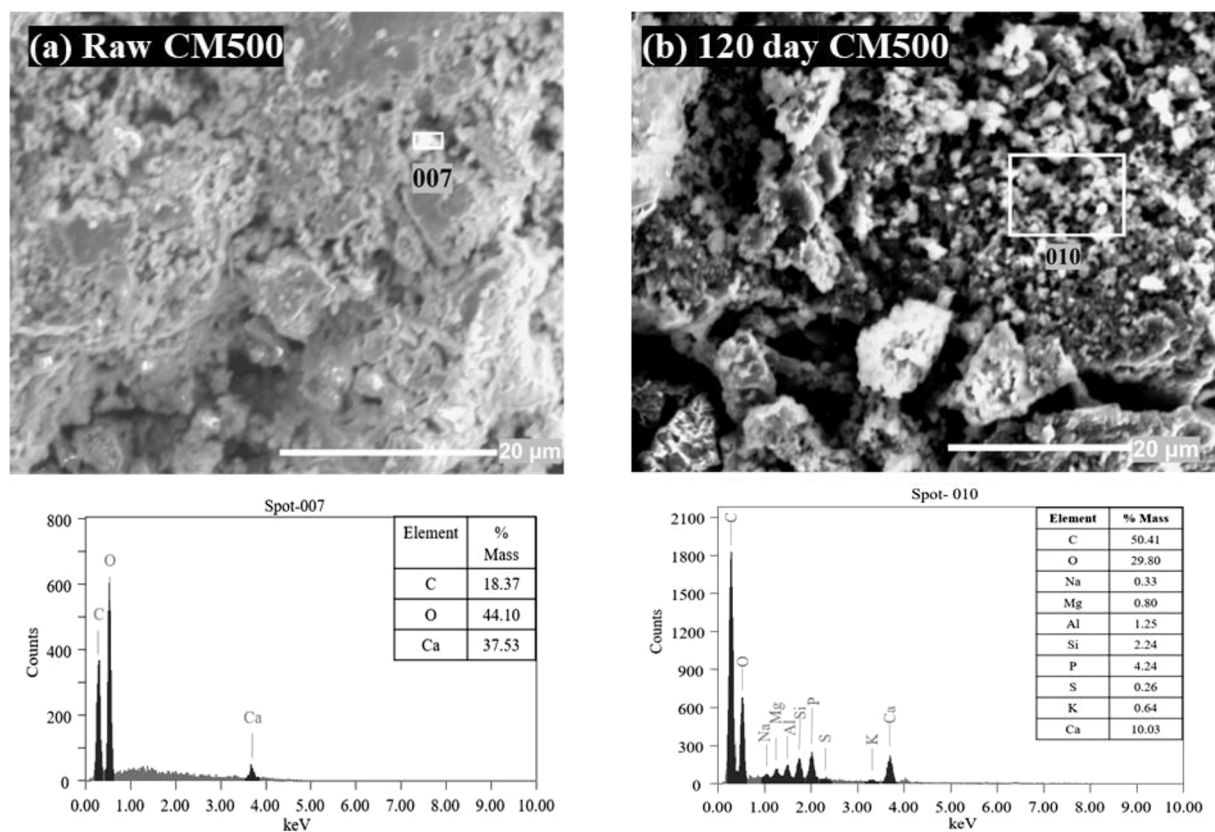 (a) Raw CM500
007
20 µm
(b) 120 day CM500
010
20 µm
Spot-007
800
600
400
200
0
Counts
C
O
Ca
0.00 1.00 2.00 3.00 4.00 5.00 6.00 7.00 8.00 9.00 10.00
keV
Element % Mass
C 18.37
O 44.10
Ca 37.53
Spot- 010
2100
1800
1500
1200
900
600
300
0
Counts
C
O
Na
Mg
Al
Si
P
S
K
Ca
0.00 1.00 2.00 3.00 4.00 5.00 6.00 7.00 8.00 9.00 10.00
keV
Element % Mass
C 50.41
O 29.80
Na 0.33
Mg 0.80
Al 1.25
Si 2.24
P 4.24
S 0.26
K 0.64
Ca 10.03